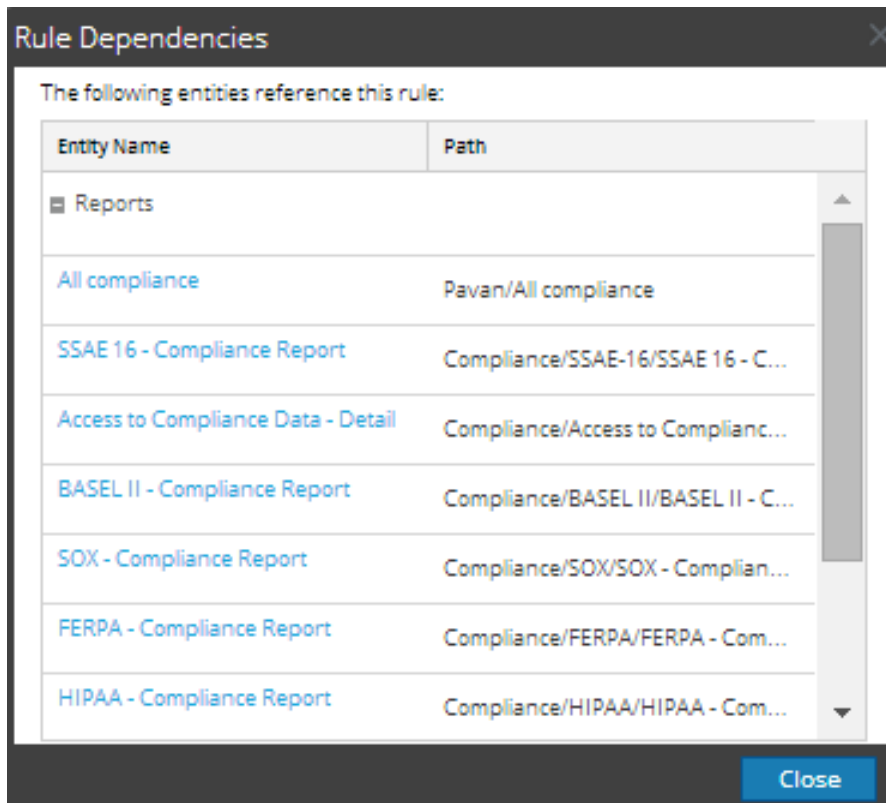 Rule Dependencies
The following entities reference this rule:
Entity Name Path
Reports
All compliance Pavan/All compliance
SSAE 16 - Compliance Report Compliance/SSAE-16/SSAE 16 - C...
Access to Compliance Data - Detail Compliance/Access to Complianc...
BASEL II - Compliance Report Compliance/BASEL II/BASEL II - C...
SOX - Compliance Report Compliance/SOX/SOX - Complian...
FERPA - Compliance Report Compliance/FERPA/FERPA - Com...
HIPAA - Compliance Report Compliance/HIPAA/HIPAA - Com...
Close